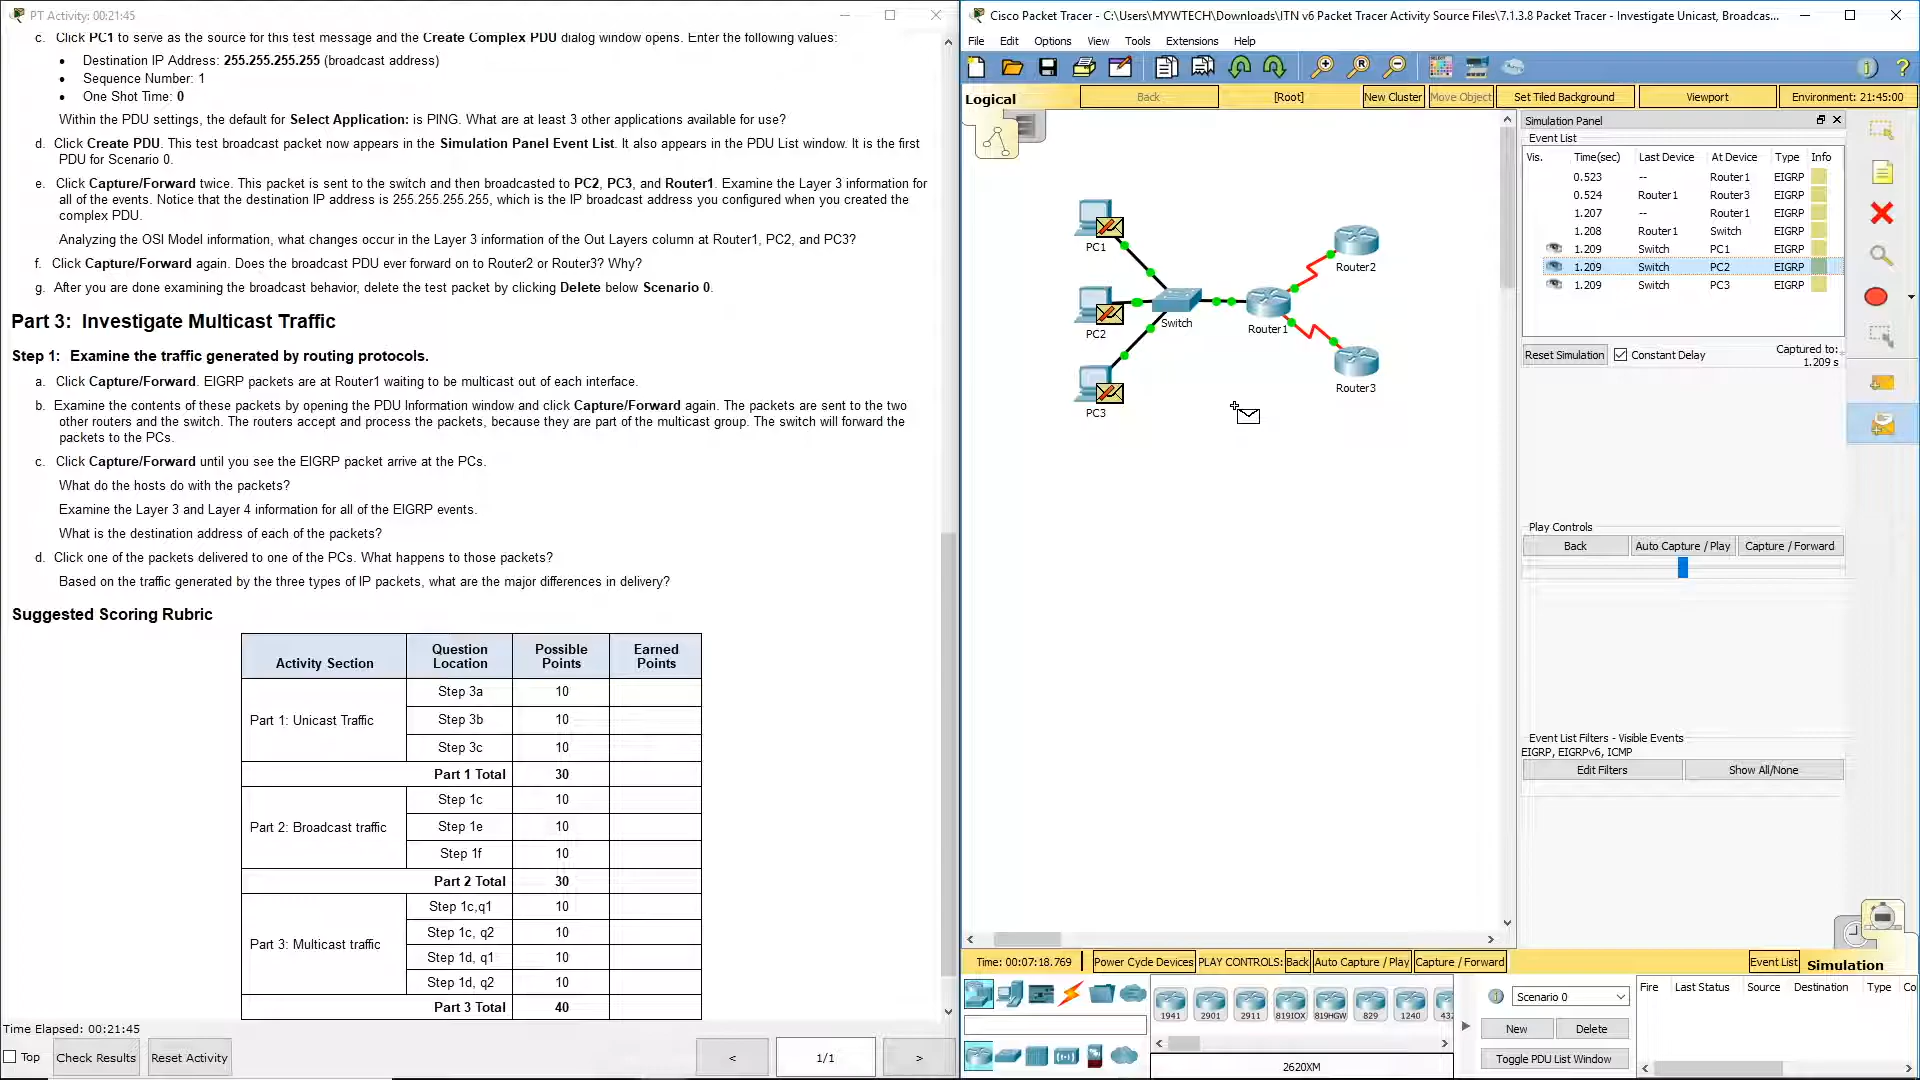 PT Activity: 00:21:45
c. Click PC1 to serve as the source for this test message and the Create Complex PDU dialog window opens. Enter the following values:
• Destination IP Address: 255.255.255.255 (broadcast address)
• Sequence Number: 1
• One Shot Time: 0
Within the PDU settings, the default for Select Application: is PING. What are at least 3 other applications available for use?
d. Click Create PDU. This test broadcast packet now appears in the Simulation Panel Event List. It also appears in the PDU List window. It is the first
PDU for Scenario 0.
e. Click Capture/Forward twice. This packet is sent to the switch and then broadcasted to PC2, PC3, and Router1. Examine the Layer 3 information for
all of the events. Notice that the destination IP address is 255.255.255.255, which is the IP broadcast address you configured when you created the
complex PDU.
Analyzing the OSI Model information, what changes occur in the Layer 3 information of the Out Layers column at Router1, PC2, and PC3?
f. Click Capture/Forward again. Does the broadcast PDU ever forward on to Router2 or Router3? Why?
g. After you are done examining the broadcast behavior, delete the test packet by clicking Delete below Scenario 0.
Part 3: Investigate Multicast Traffic
Step 1: Examine the traffic generated by routing protocols.
a. Click Capture/Forward. EIGRP packets are at Router1 waiting to be multicast out of each interface.
b. Examine the contents of these packets by opening the PDU Information window and click Capture/Forward again. The packets are sent to the two
other routers and the switch. The routers accept and process the packets, because they are part of the multicast group. The switch will forward the
packets to the PCs.
c. Click Capture/Forward until you see the EIGRP packet arrive at the PCs.
What do the hosts do with the packets?
Examine the Layer 3 and Layer 4 information for all of the EIGRP events.
What is the destination address of each of the packets?
d. Click one of the packets delivered to one of the PCs. What happens to those packets?
Based on the traffic generated by the three types of IP packets, what are the major differences in delivery?
Suggested Scoring Rubric
Activity Section Question Location Possible Points Earned Points
Part 1: Unicast Traffic
Step 3a 10
Step 3b 10
Step 3c 10
Part 1 Total 30
Part 2: Broadcast traffic
Step 1c 10
Step 1e 10
Step 1f 10
Part 2 Total 30
Part 3: Multicast traffic
Step 1c,q1 10
Step 1c, q2 10
Step 1d, q1 10
Step 1d, q2 10
Part 3 Total 40
Time Elapsed: 00:21:45
Top Check Results Reset Activity < 1/1 >
Cisco Packet Tracer - C:\Users\MYWTECH\Downloads\ITN v6 Packet Tracer Activity Source Files\7.1.3.8 Packet Tracer - Investigate Unicast, Broadcas...
File Edit Options View Tools Extensions Help
Logical Back [Root] New Cluster Move Object Set Tiled Background Viewport Environment: 21:45:00
PC1
PC2
PC3
Switch
Router1
Router2
Router3
Simulation Panel
Event List
Vis. Time(sec) Last Device At Device Type Info
0.523 -- Router1 EIGRP
0.524 Router1 Router3 EIGRP
1.207 -- Router1 EIGRP
1.208 Router1 Switch EIGRP
1.209 Switch PC1 EIGRP
1.209 Switch PC2 EIGRP
1.209 Switch PC3 EIGRP
Reset Simulation Constant Delay Captured to:
1.209 s
Play Controls
Back Auto Capture / Play Capture / Forward
Event List Filters - Visible Events
EIGRP, EIGRPv6, ICMP
Edit Filters Show All/None
Time: 00:07:18.769 Power Cycle Devices PLAY CONTROLS: Back Auto Capture / Play Capture / Forward Event List Simulation
1941 2901 2911 819IOX 819HGW 829 1240
2620XM
Scenario 0
New Delete
Toggle PDU List Window
Fire Last Status Source Destination Type Co